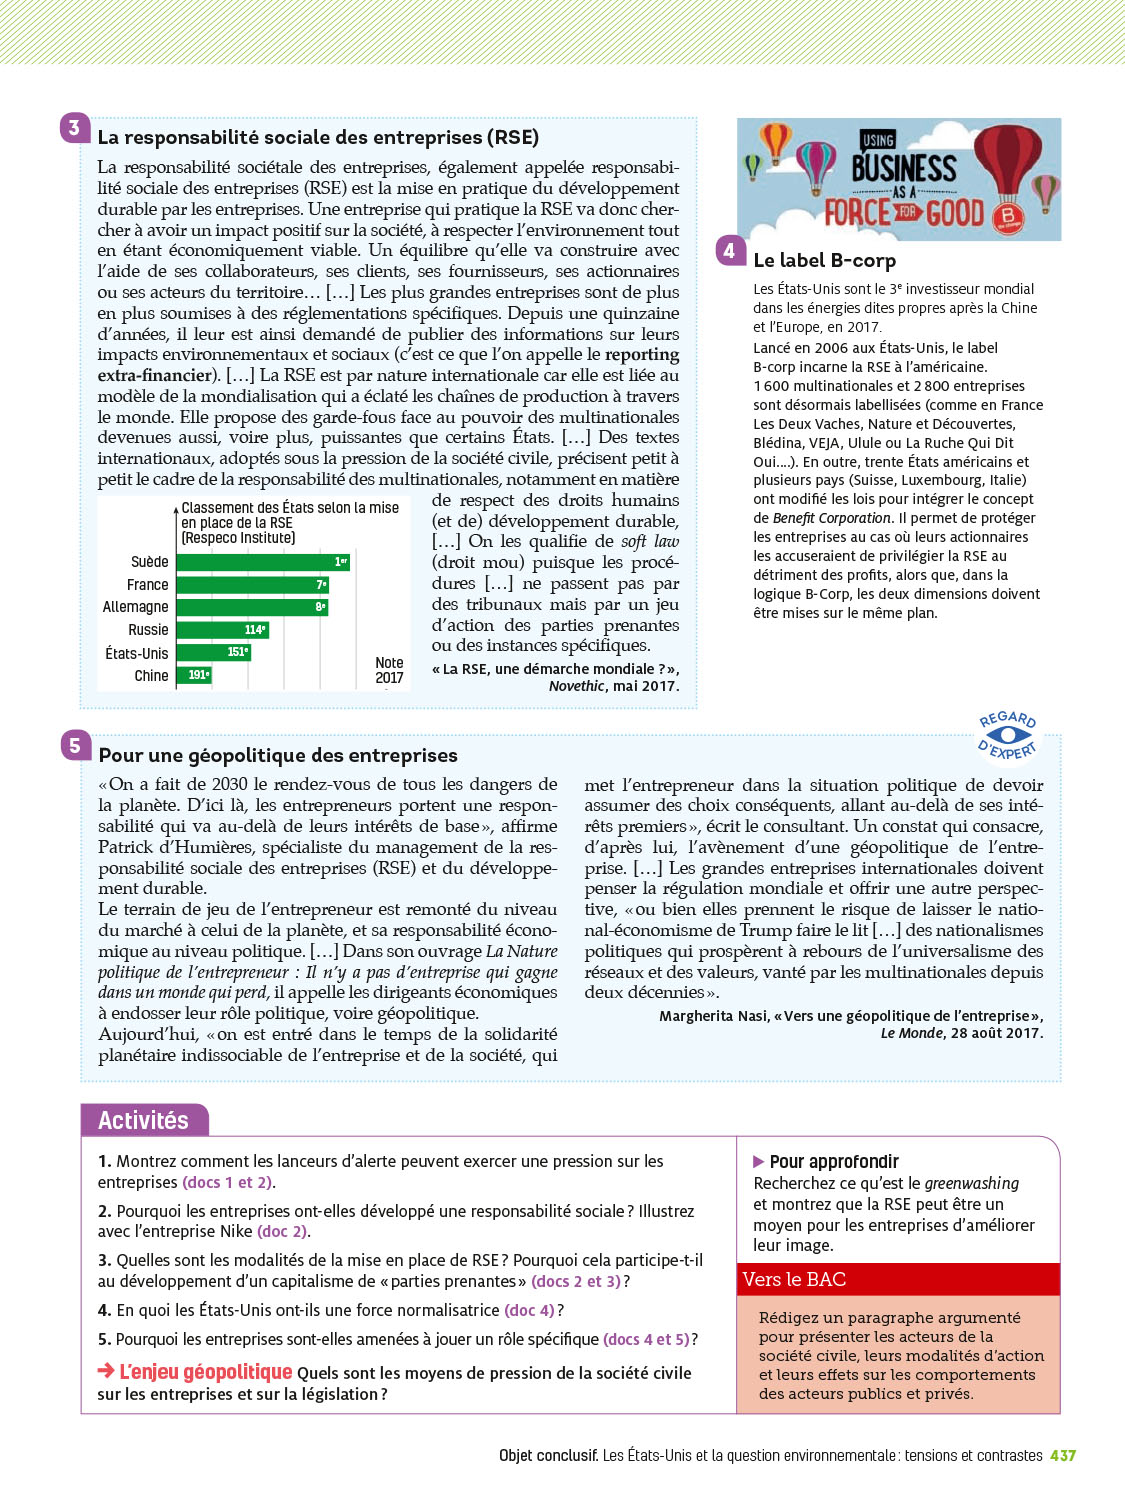 3
La responsabilité sociale des entreprises (RSE)
La responsabilité sociétale des entreprises, également appelée responsabi-
lité sociale des entreprises (RSE) est la mise en pratique du développement
durable par les entreprises. Une entreprise qui pratique la RSE va donc cher-
cher à avoir un impact positif sur la société, à respecter l'environnement tout
en étant économiquement viable. Un équilibre qu'elle va construire avec
l'aide de ses collaborateurs, ses clients, ses fournisseurs, ses actionnaires
ou ses acteurs du territoire… […] Les plus grandes entreprises sont de plus
en plus soumises à des réglementations spécifiques. Depuis une quinzaine
d'années, il leur est ainsi demandé de publier des informations sur leurs
impacts environnementaux et sociaux (c'est ce que l'on appelle le reporting
extra-financier). […] La RSE est par nature internationale car elle est liée au
modèle de la mondialisation qui a éclaté les chaînes de production à travers
le monde. Elle propose des garde-fous face au pouvoir des multinationales
devenues aussi, voire plus, puissantes que certains États. […] Des textes
internationaux, adoptés sous la pression de la société civile, précisent petit à
petit le cadre de la responsabilité des multinationales, notamment en matière
de respect des droits humains
(et de) développement durable,
[…] On les qualifie de soft law
(droit mou) puisque les procé-
dures […] ne passent pas par
des tribunaux mais par un jeu
d'action des parties prenantes
ou des instances spécifiques.
« La RSE, une démarche mondiale ? »,
Novethic, mai 2017.
Classement des États selon la mise
en place de la RSE
(Respeco Institute)
Suède 1er
France 7e
Allemagne 8e
Russie 114e
États-Unis 151e
Chine 191e
Note
2017
USING
BUSINESS
AS A
FORCE FOR GOOD
B
4
Le label B-corp
Les États-Unis sont le 3e investisseur mondial
dans les énergies dites propres après la Chine
et l'Europe, en 2017.
Lancé en 2006 aux États-Unis, le label
B-corp incarne la RSE à l'américaine.
1 600 multinationales et 2 800 entreprises
sont désormais labellisées (comme en France
Les Deux Vaches, Nature et Découvertes,
Blédina, VEJA, Ulule ou La Ruche Qui Dit
Oui....). En outre, trente États américains et
plusieurs pays (Suisse, Luxembourg, Italie)
ont modifié les lois pour intégrer le concept
de Benefit Corporation. Il permet de protéger
les entreprises au cas où leurs actionnaires
les accuseraient de privilégier la RSE au
détriment des profits, alors que, dans la
logique B-Corp, les deux dimensions doivent
être mises sur le même plan.
REGARD
D'EXPERT
5
Pour une géopolitique des entreprises
« On a fait de 2030 le rendez-vous de tous les dangers de
la planète. D'ici là, les entrepreneurs portent une respon-
sabilité qui va au-delà de leurs intérêts de base », affirme
Patrick d'Humières, spécialiste du management de la res-
ponsabilité sociale des entreprises (RSE) et du développe-
ment durable.
Le terrain de jeu de l'entrepreneur est remonté du niveau
du marché à celui de la planète, et sa responsabilité écono-
mique au niveau politique. […] Dans son ouvrage La Nature
politique de l'entrepreneur : Il n'y a pas d'entreprise qui gagne
dans un monde qui perd, il appelle les dirigeants économiques
à endosser leur rôle politique, voire géopolitique.
Aujourd'hui, « on est entré dans le temps de la solidarité
planétaire indissociable de l'entreprise et de la société, qui
met l'entrepreneur dans la situation politique de devoir
assumer des choix conséquents, allant au-delà de ses inté-
rêts premiers », écrit le consultant. Un constat qui consacre,
d'après lui, l'avènement d'une géopolitique de l'entre-
prise. […] Les grandes entreprises internationales doivent
penser la régulation mondiale et offrir une autre perspec-
tive, « ou bien elles prennent le risque de laisser le natio-
nal-économisme de Trump faire le lit […] des nationalismes
politiques qui prospèrent à rebours de l'universalisme des
réseaux et des valeurs, vanté par les multinationales depuis
deux décennies ».
Margherita Nasi, « Vers une géopolitique de l'entreprise »,
Le Monde, 28 août 2017.
Activités
1. Montrez comment les lanceurs d'alerte peuvent exercer une pression sur les
entreprises (docs 1 et 2).
2. Pourquoi les entreprises ont-elles développé une responsabilité sociale ? Illustrez
avec l'entreprise Nike (doc 2).
3. Quelles sont les modalités de la mise en place de RSE ? Pourquoi cela participe-t-il
au développement d'un capitalisme de « parties prenantes » (docs 2 et 3) ?
4. En quoi les États-Unis ont-ils une force normalisatrice (doc 4) ?
5. Pourquoi les entreprises sont-elles amenées à jouer un rôle spécifique (docs 4 et 5) ?
→ L'enjeu géopolitique Quels sont les moyens de pression de la société civile
sur les entreprises et sur la législation ?
▶ Pour approfondir
Recherchez ce qu'est le greenwashing
et montrez que la RSE peut être un
moyen pour les entreprises d'améliorer
leur image.
Vers le BAC
Rédigez un paragraphe argumenté
pour présenter les acteurs de la
société civile, leurs modalités d'action
et leurs effets sur les comportements
des acteurs publics et privés.
Objet conclusif. Les États-Unis et la question environnementale : tensions et contrastes 437